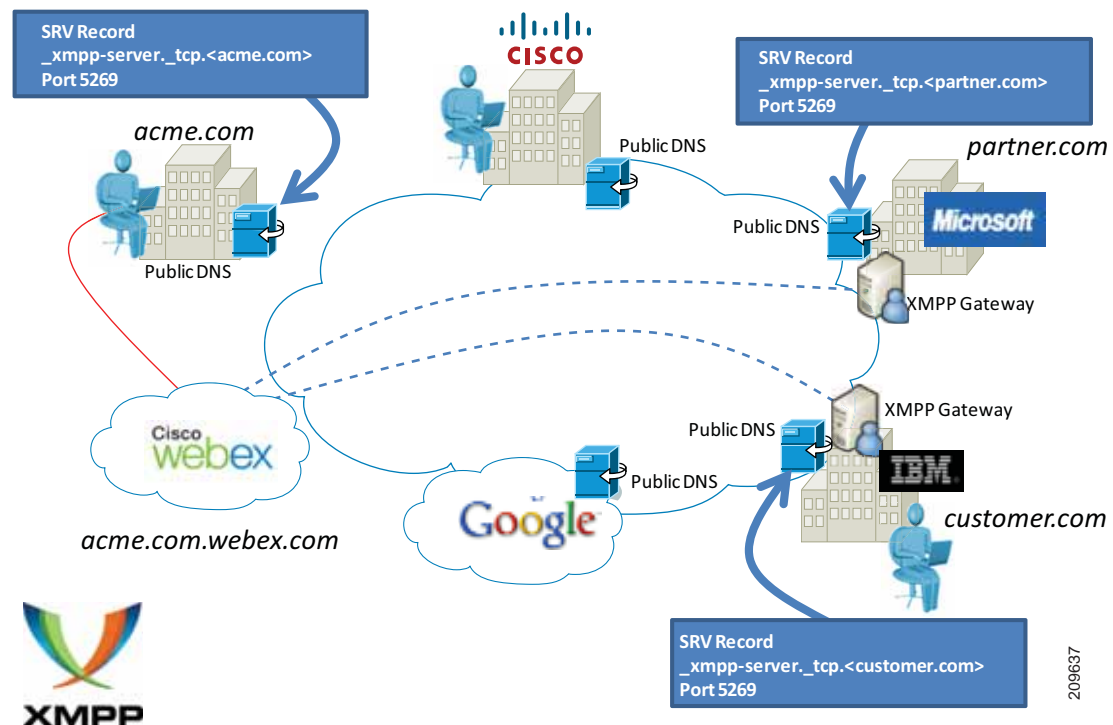 SRV Record
_xmpp-server._tcp.<acme.com>
Port 5269
CISCO
SRV Record
_xmpp-server._tcp.<partner.com>
Port 5269
acme.com
Public DNS
partner.com
Public DNS
Microsoft
Public DNS
XMPP Gateway
XMPP Gateway
Cisco
webex
Public DNS
IBM
Public DNS
Google
customer.com
acme.com.webex.com
SRV Record
_xmpp-server._tcp.<customer.com>
Port 5269
209637
XMPP